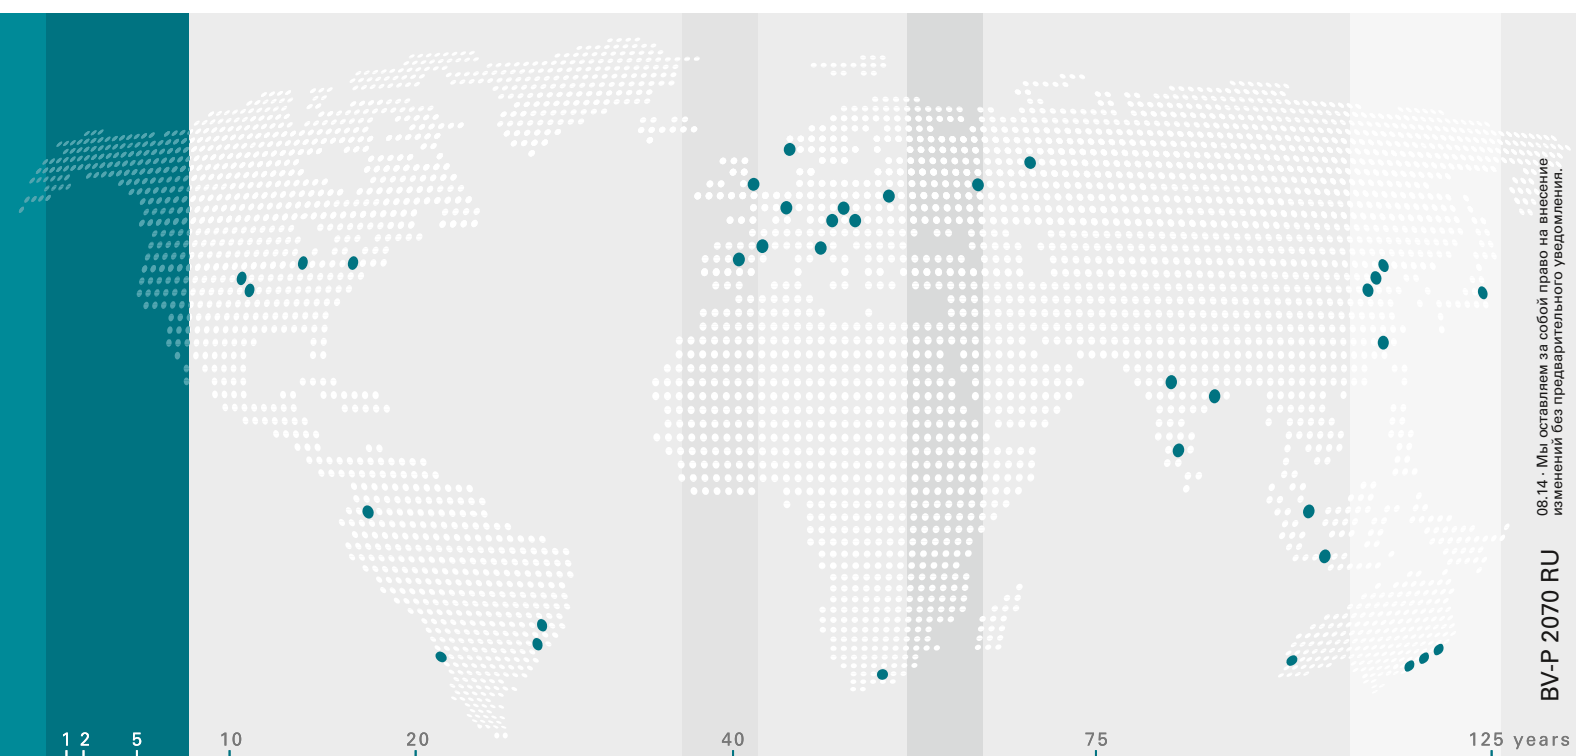 08.14 · Мы оставляем за собой право на внесение
изменений без предварительного уведомления.
BV-P 2070 RU
1 2 5 10 20 40 75 125 years